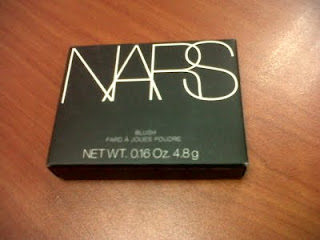 NARS
BLUSH
FARD À JOUES POUDRE
NET WT. 0.16 Oz. 4.8 g